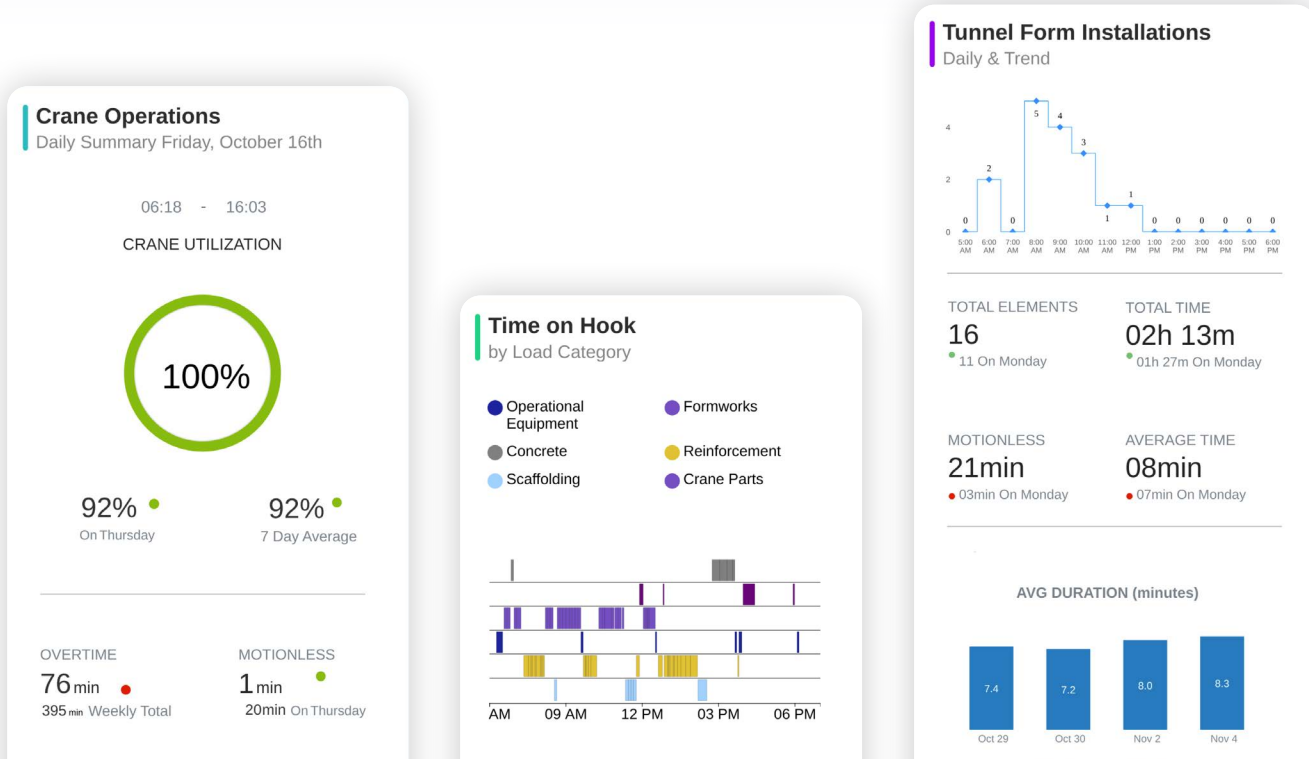 Crane Operations
Daily Summary Friday, October 16th
06:18 - 16:03
CRANE UTILIZATION
100%
92% 92%
On Thursday 7 Day Average
OVERTIME MOTIONLESS
76 min 1 min
395 min Weekly Total 20min On Thursday
Time on Hook
by Load Category
Operational Equipment
Formworks
Concrete Reinforcement
Scaffolding Crane Parts
AM 09 AM 12 PM 03 PM 06 PM
Tunnel Form Installations
Daily & Trend
4
2
0
0 2 0 5 4 3 1 1 0 0 0 0 0 0
5:00 AM 6:00 AM 7:00 AM 8:00 AM 9:00 AM 10:00 AM 11:00 AM 12:00 PM 1:00 PM 2:00 PM 3:00 PM 4:00 PM 5:00 PM 6:00 PM
TOTAL ELEMENTS TOTAL TIME
16 02h 13m
11 On Monday 01h 27m On Monday
MOTIONLESS AVERAGE TIME
21min 08min
03min On Monday 07min On Monday
AVG DURATION (minutes)
7.4 7.2 8.0 8.3
Oct 29 Oct 30 Nov 2 Nov 4